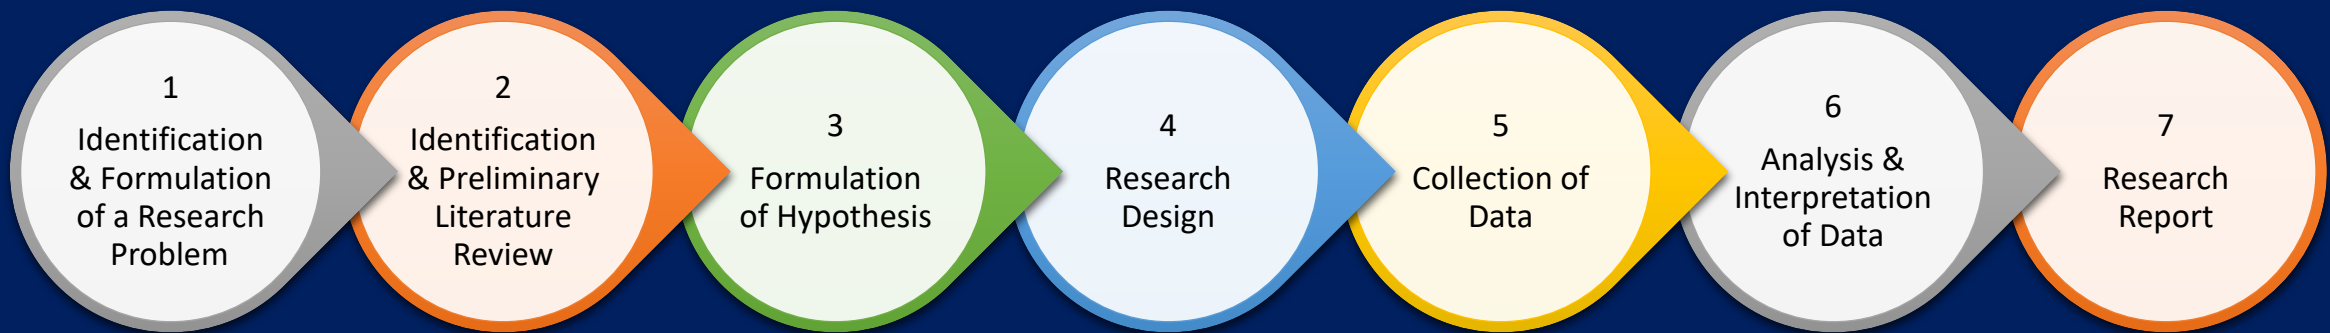 1
Identification
& Formulation
of a Research
Problem
2
Identification
& Preliminary
Literature
Review
3
Formulation
of Hypothesis
4
Research
Design
5
Collection of
Data
6
Analysis &
Interpretation
of Data
7
Research
Report